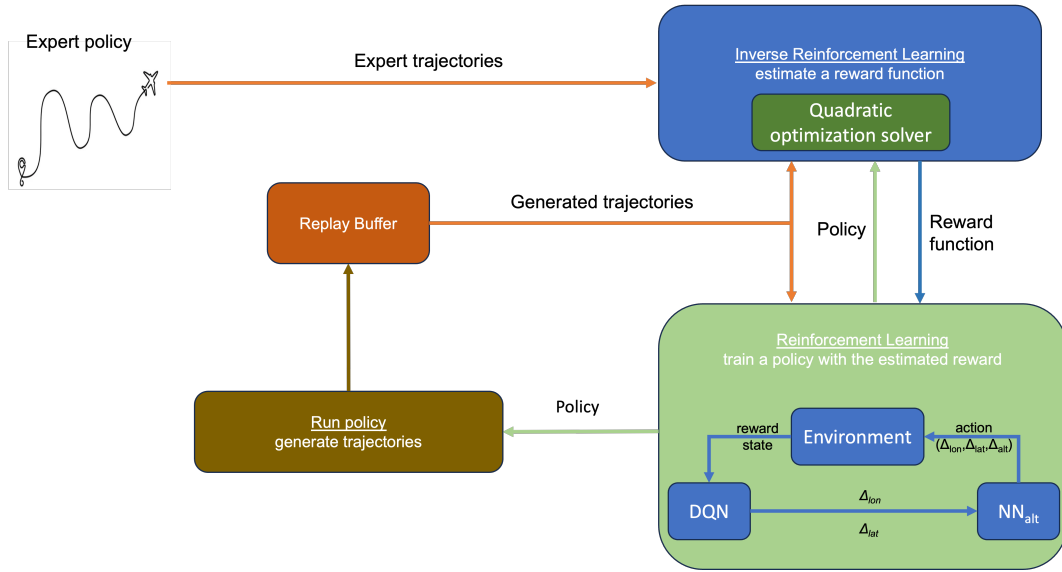 Expert policy
Expert trajectories
Inverse Reinforcement Learning
estimate a reward function
Quadratic
optimization solver
Replay Buffer
Generated trajectories
Policy
Reward
function
Reinforcement Learning
train a policy with the estimated reward
Run policy
generate trajectories
Policy
reward
state
Environment
action
(Δlon,Δlat,Δalt)
DQN
Δlon
Δlat
NNalt